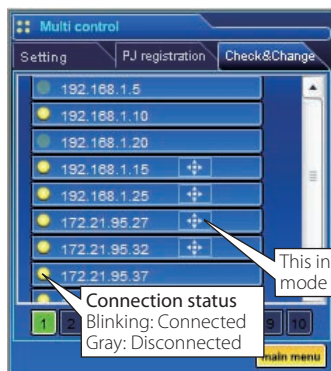 Multi control
Setting PJ registration Check&Change
192.168.1.5
192.168.1.10
192.168.1.20
192.168.1.15
192.168.1.25
172.21.95.27
172.21.95.32
172.21.95.37
This in
mode
Connection status
Blinking: Connected
Gray: Disconnected
1 2 9 10
main menu